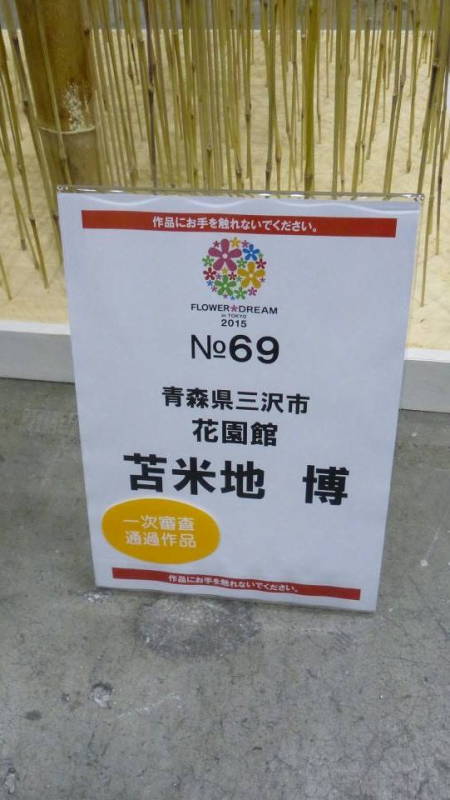 作品にお手を触れないでください。
FLOWER★DREAM
in TOKYO
2015
№69
青森県三沢市
花園館
苫米地 博
一次審査
通過作品
作品にお手を触れないでください。